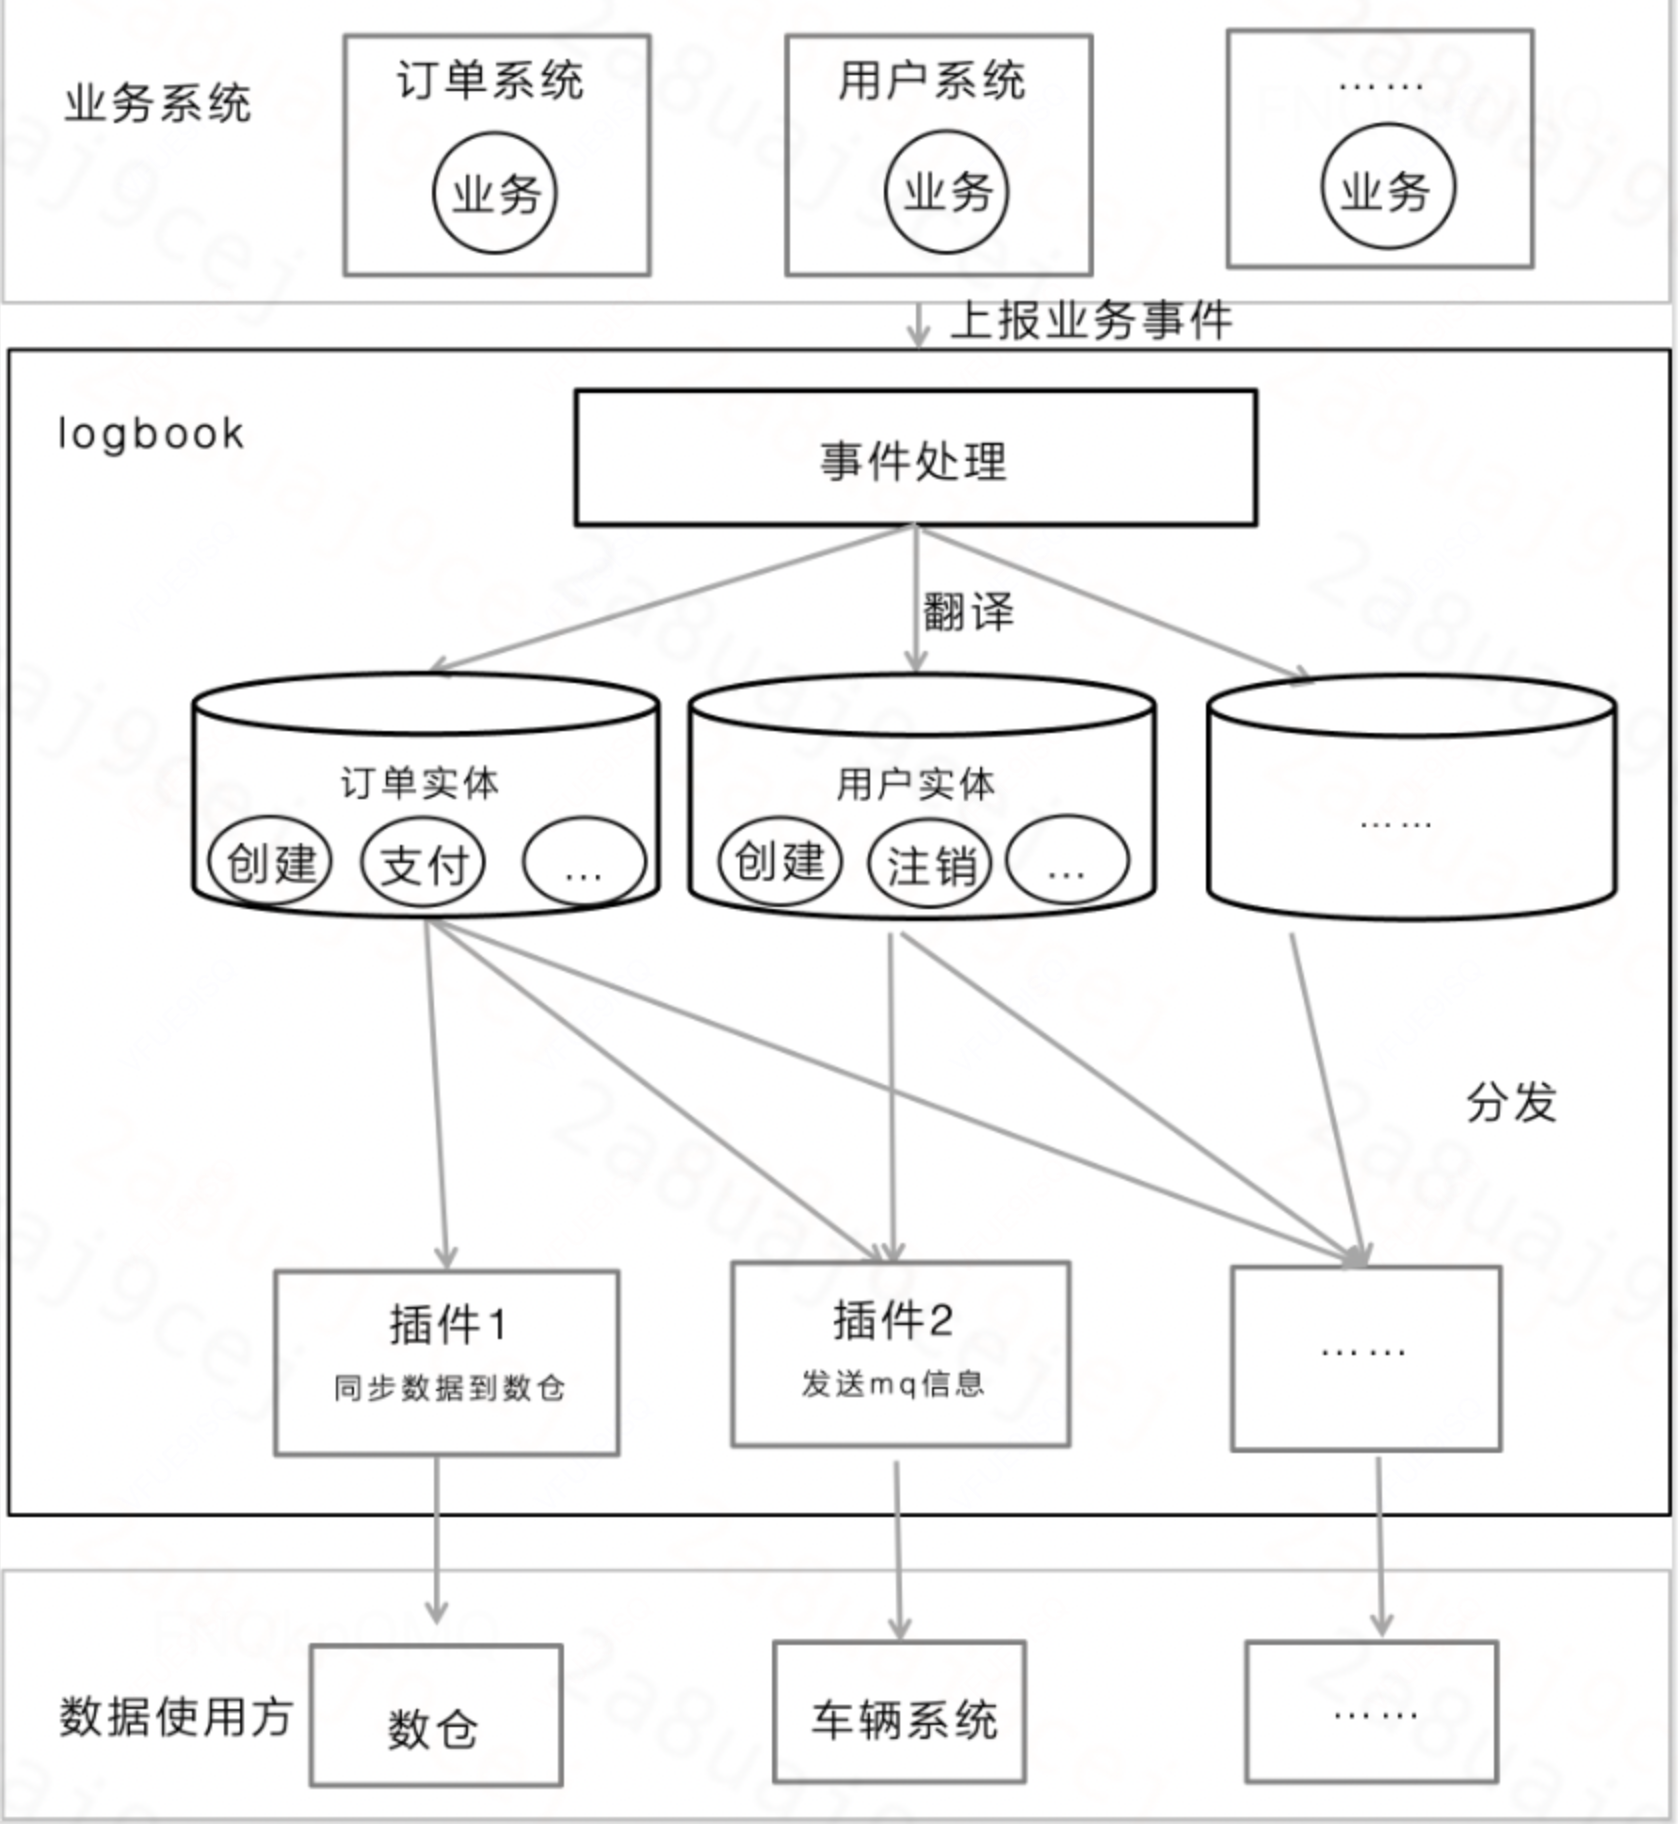 业务系统
订单系统
业务
用户系统
业务
……
业务
上报业务事件
logbook
事件处理
翻译
订单实体
创建
支付
...
用户实体
创建
注销
...
……
分发
插件1
同步数据到数仓
插件2
发送mq信息
……
数据使用方
数仓
车辆系统
……